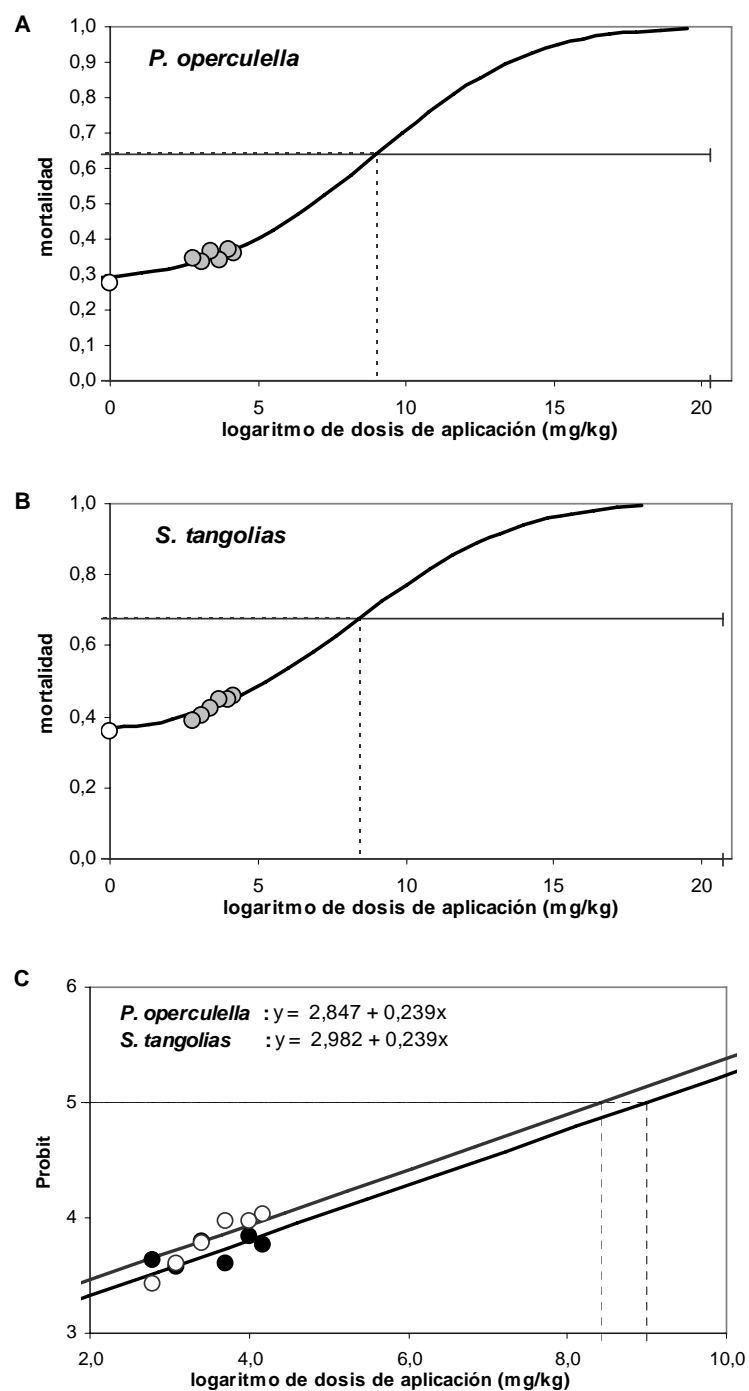 A
P. operculella
1,0
0,9
0,8
0,7
0,6
0,5
0,4
0,3
0,2
0,1
0,0
mortalidad
0 5 10 15 20
logaritmo de dosis de aplicación (mg/kg)
B
S. tangolias
1,0
0,8
0,6
0,4
0,2
0,0
mortalidad
0 5 10 15 20
logaritmo de dosis de aplicación (mg/kg)
C
P. operculella : y = 2,847 + 0,239x
S. tangolias : y = 2,982 + 0,239x
6
5
4
3
Probit
2,0 4,0 6,0 8,0 10,0
logaritmo de dosis de aplicación (mg/kg)